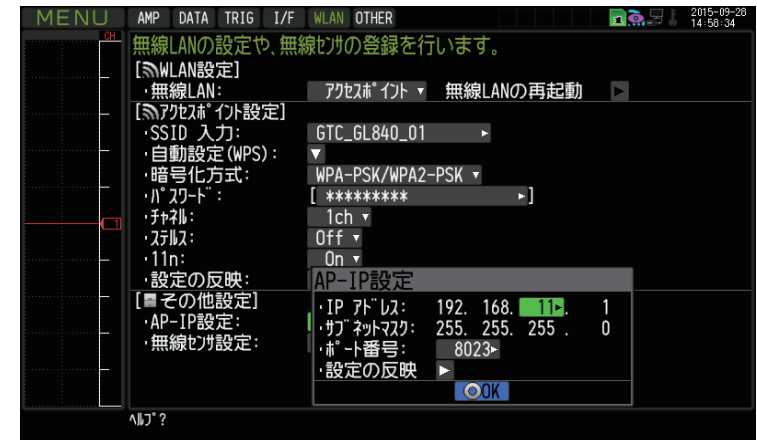 MENU AMP DATA TRIG I/F WLAN OTHER 2015-09-28
14:58:34
CH
無線LANの設定や、無線ｾﾝｻの登録を行います。
[WLAN設定]
･無線LAN: ｱｸｾｽﾎﾟｲﾝﾄ ▼ 無線LANの再起動 ▶
[ｱｸｾｽﾎﾟｲﾝﾄ設定]
･SSID 入力: GTC_GL840_01 ▶
･自動設定(WPS): ▼
･暗号化方式: WPA-PSK/WPA2-PSK ▼
･ﾊﾟｽﾜｰﾄﾞ: [ ********* ▶]
･ﾁｬﾈﾙ: 1ch ▼
1
･ｽﾃﾙｽ: Off ▼
･11n: On ▼
･設定の反映:
[その他設定]
･AP-IP設定:
･無線ｾﾝｻ設定:
AP-IP設定
･IP ｱﾄﾞﾚｽ: 192. 168. 11▶. 1
･ｻﾌﾞﾈｯﾄﾏｽｸ: 255. 255. 255 . 0
･ﾎﾟｰﾄ番号: 8023▶
･設定の反映 ▶
OK
ﾍﾙﾌﾟ?